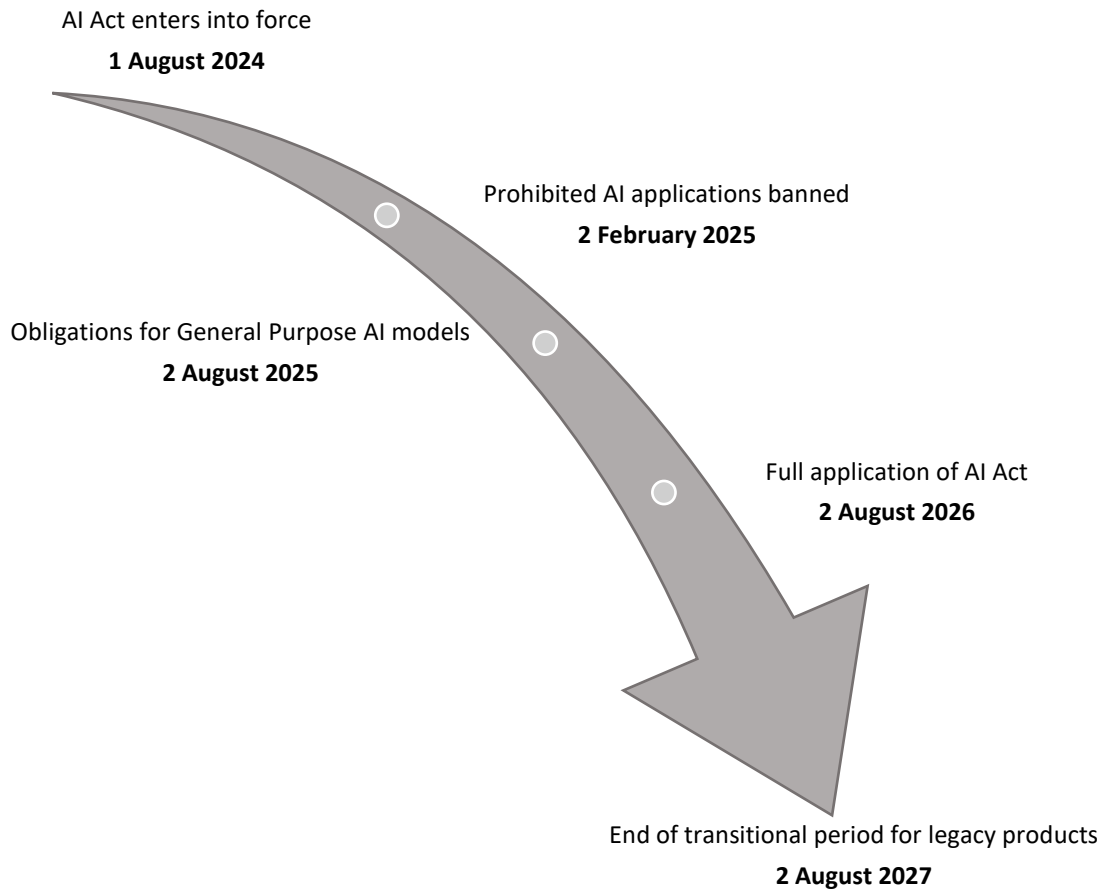 AI Act enters into force
1 August 2024
Prohibited AI applications banned
2 February 2025
Obligations for General Purpose AI models
2 August 2025
Full application of AI Act
2 August 2026
End of transitional period for legacy products
2 August 2027